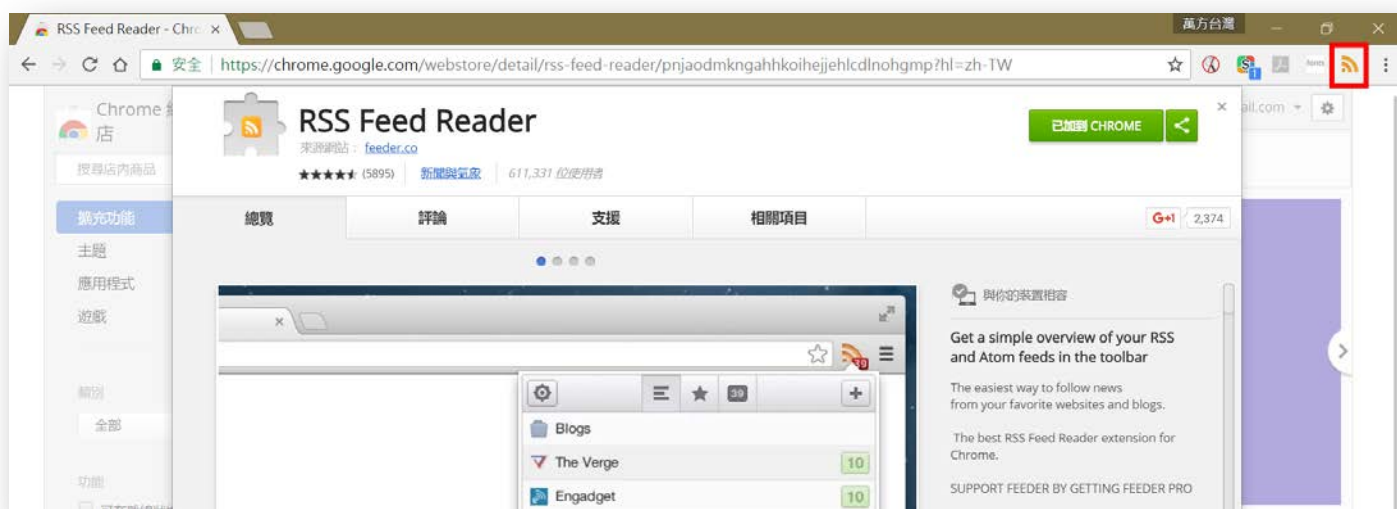 RSS Feed Reader - Chr
萬方台灣
安全 | https://chrome.google.com/webstore/detail/rss-feed-reader/pnjaodmkngahhkoihejjehlcdlnohgmp?hl=zh-TW
Chrome
店
搜尋店內商品
擴充功能
主題
應用程式
遊戲
類別
全部
功能
RSS Feed Reader
來源網站： feeder.co
(5895) 新聞與氣象 611,331 位使用者
已加到 CHROME
ail.com
總覽 評論 支援 相關項目 G+1 2,374
39
39
Blogs
The Verge 10
Engadget 10
與你的裝置相容
Get a simple overview of your RSS
and Atom feeds in the toolbar
The easiest way to follow news
from your favorite websites and blogs.
The best RSS Feed Reader extension for
Chrome.
SUPPORT FEEDER BY GETTING FEEDER PRO